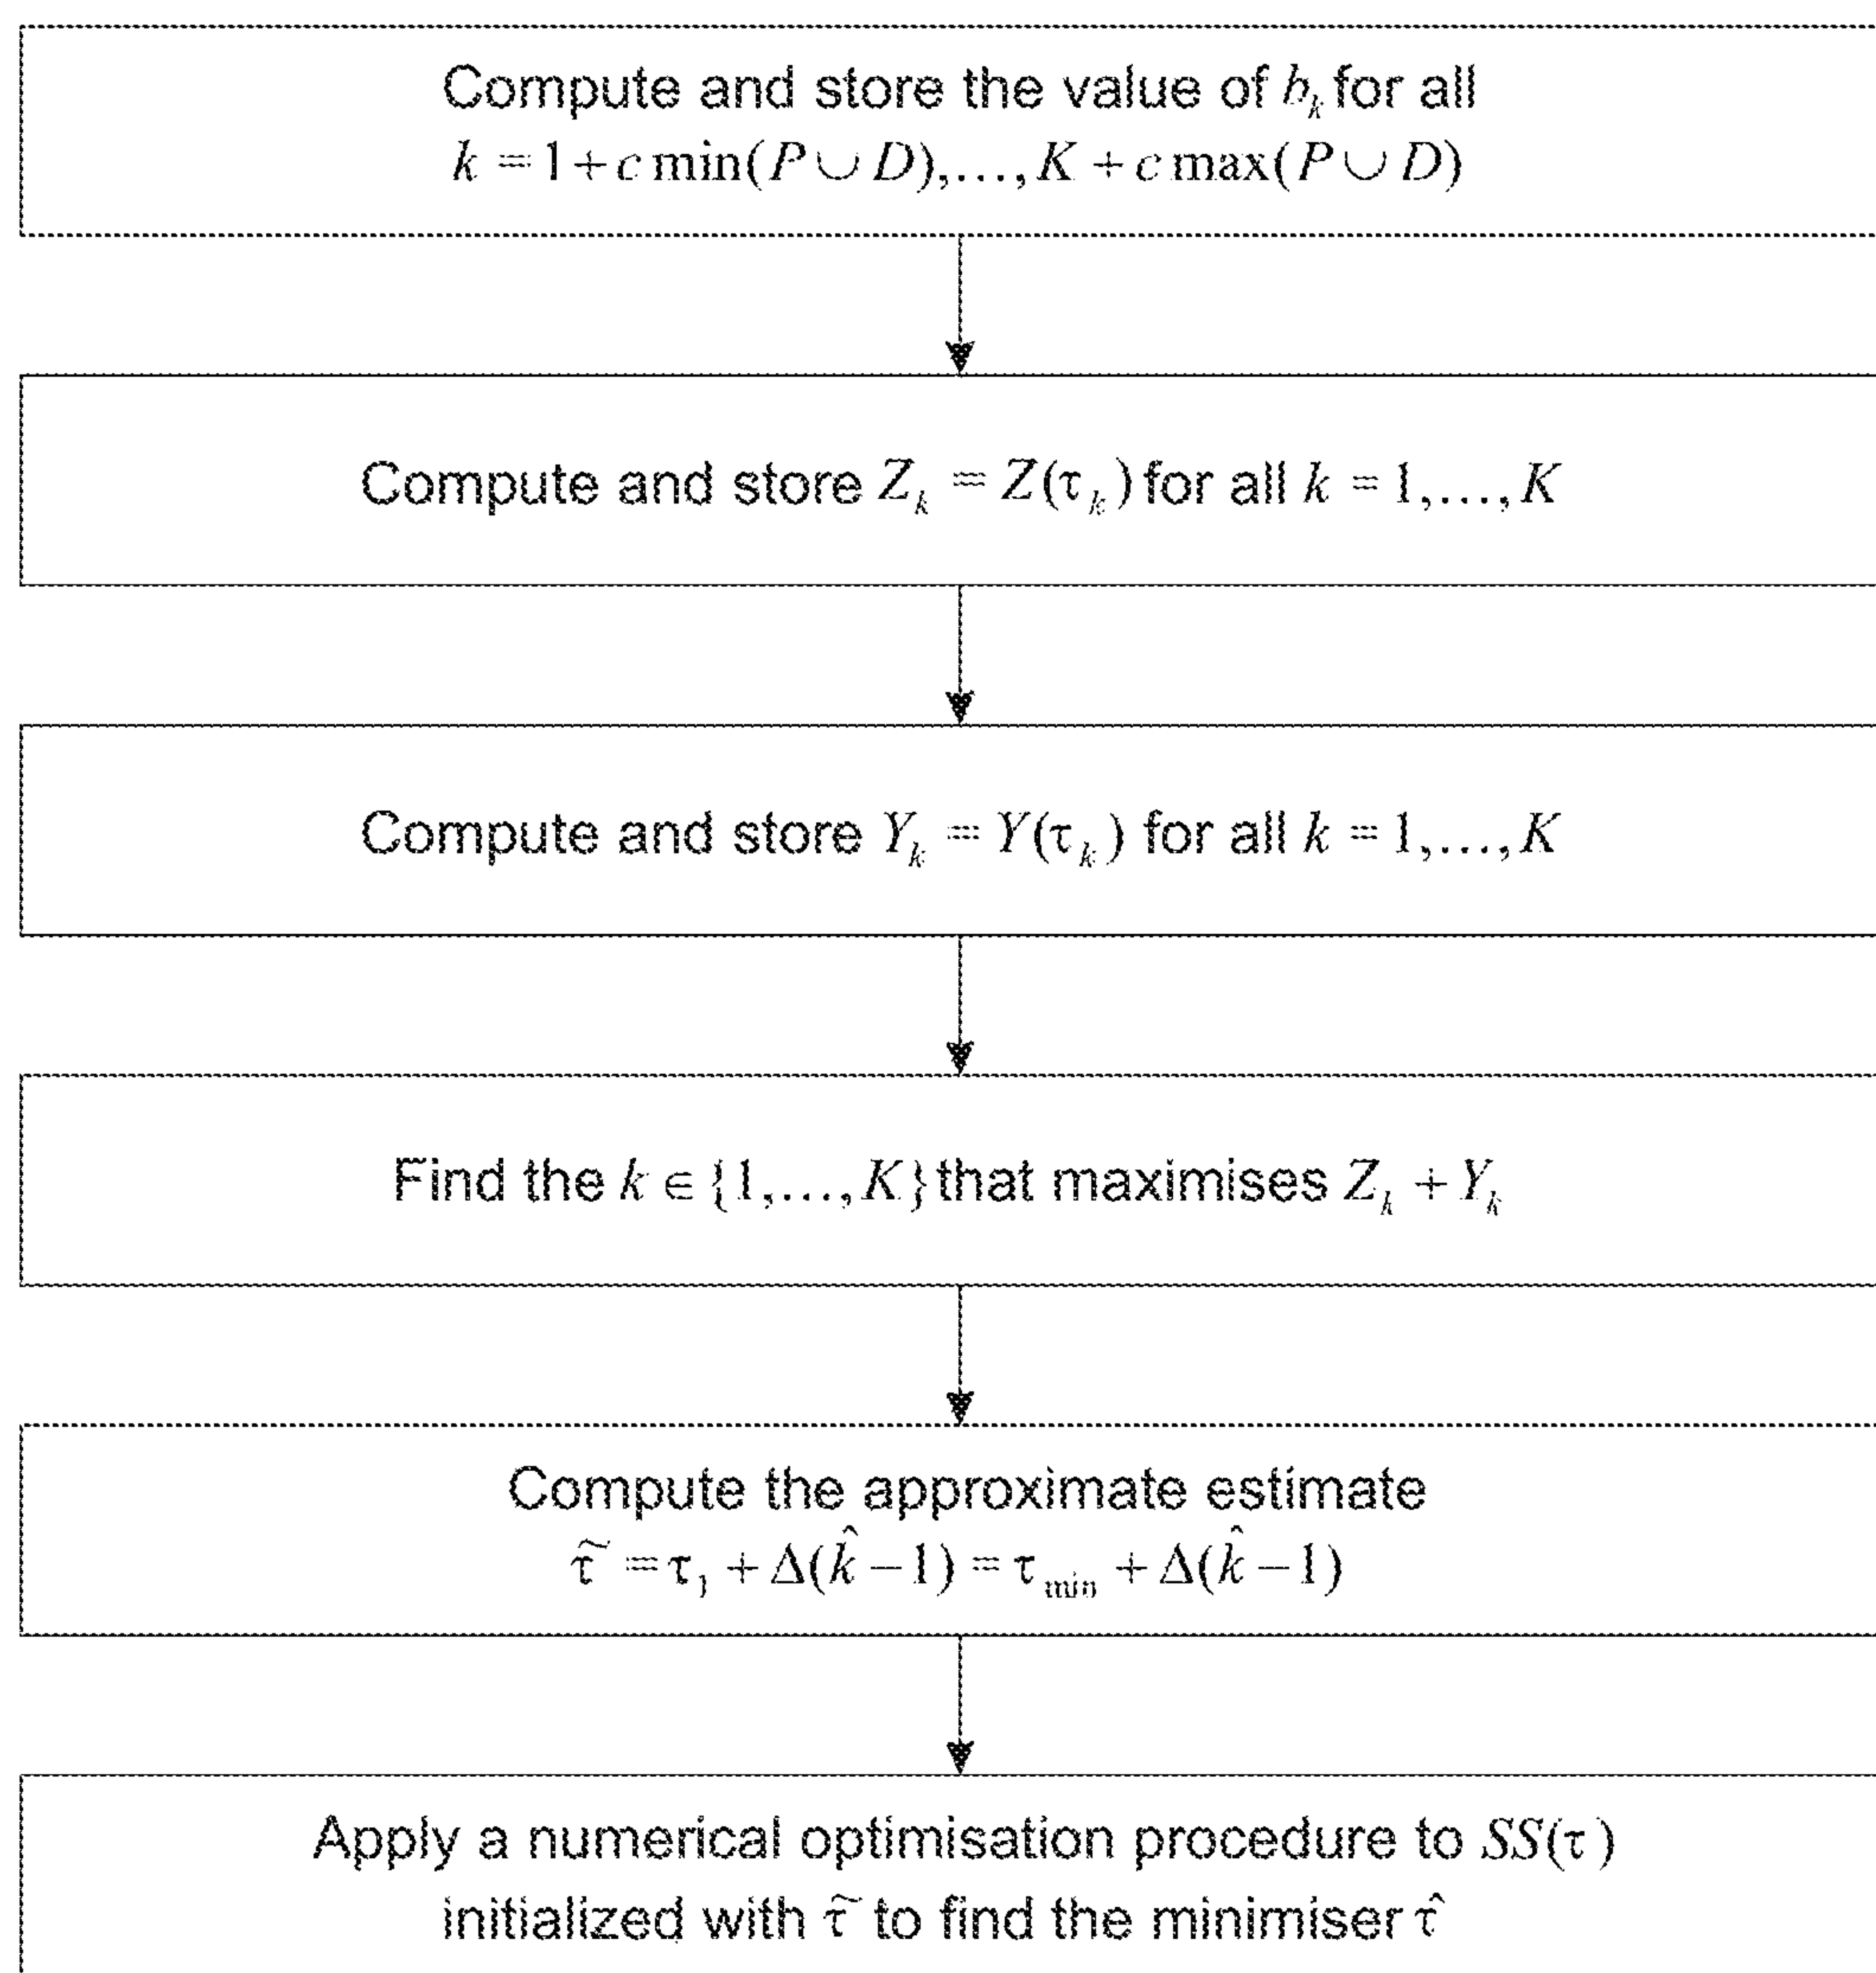 Compute and store the value of b_k for all
k = 1 + c min(P ∪ D),..., K + c max(P ∪ D)
Compute and store Z_k = Z(τ_k) for all k = 1,...,K
Compute and store Y_k = Y(τ_k) for all k = 1,...,K
Find the k ∈ {1,...,K} that maximises Z_k + Y_k
Compute the approximate estimate
τ̃ = τ_1 + Δ(k̂ − 1) = τ_min + Δ(k̂ − 1)
Apply a numerical optimisation procedure to SS(τ)
initialized with τ̃ to find the minimiser τ̂